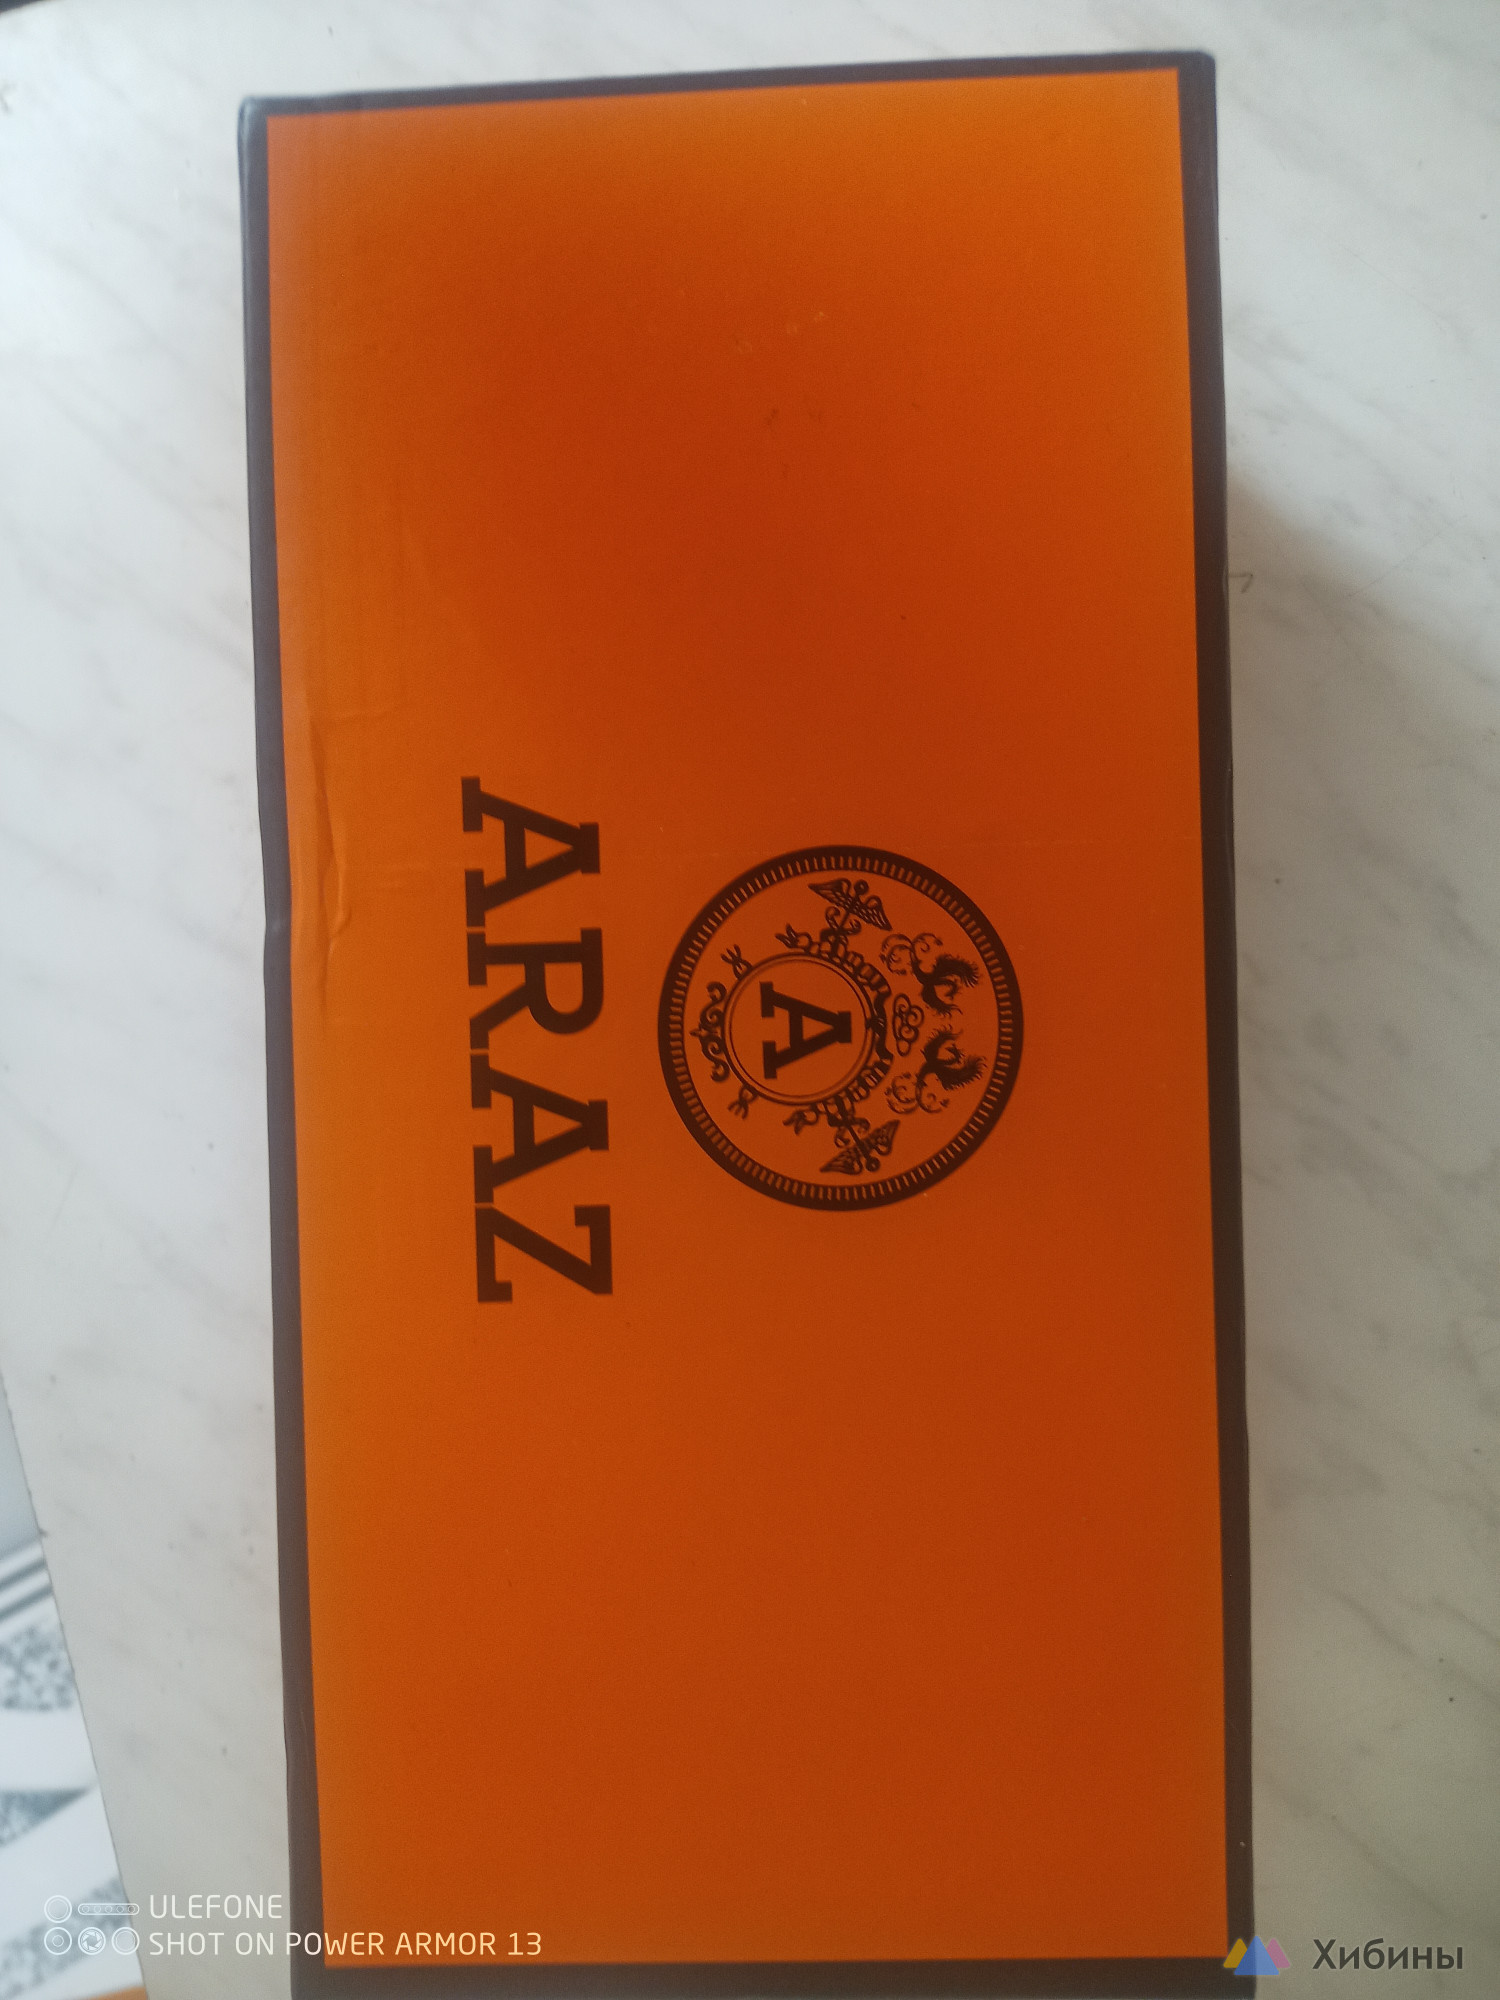 A
ARAZ
ULEFONE
SHOT ON POWER ARMOR 13
Хибины